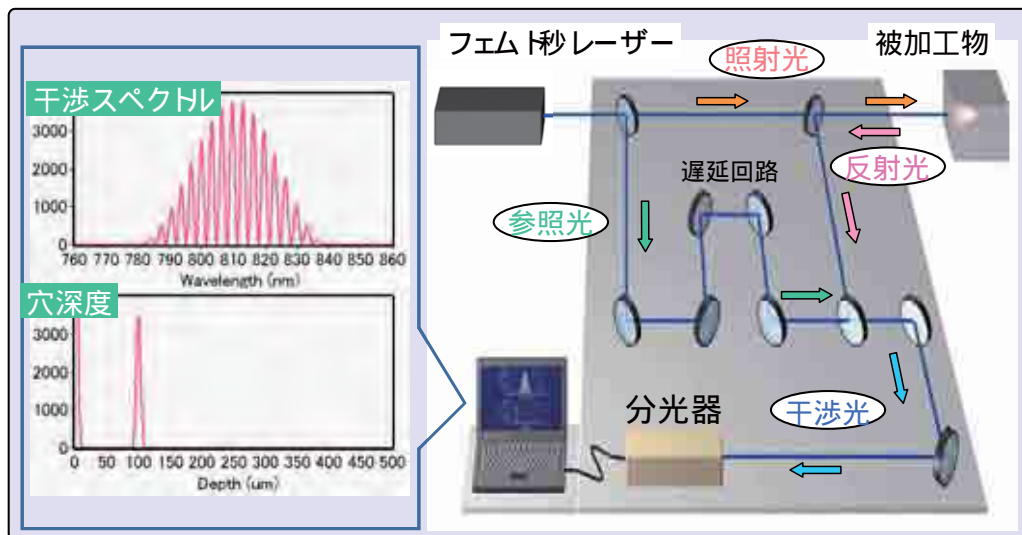 フェムト秒レーザー
照射光
被加工物
干渉スペクトル
3000
2000
1000
0
760 770 780 790 800 810 820 830 840 850 860
Wavelength (nm)
穴深度
3000
2000
1000
0
0 50 100 150 200 250 300 350 400 450 500
Depth (um)
遅延回路
反射光
参照光
分光器
干渉光